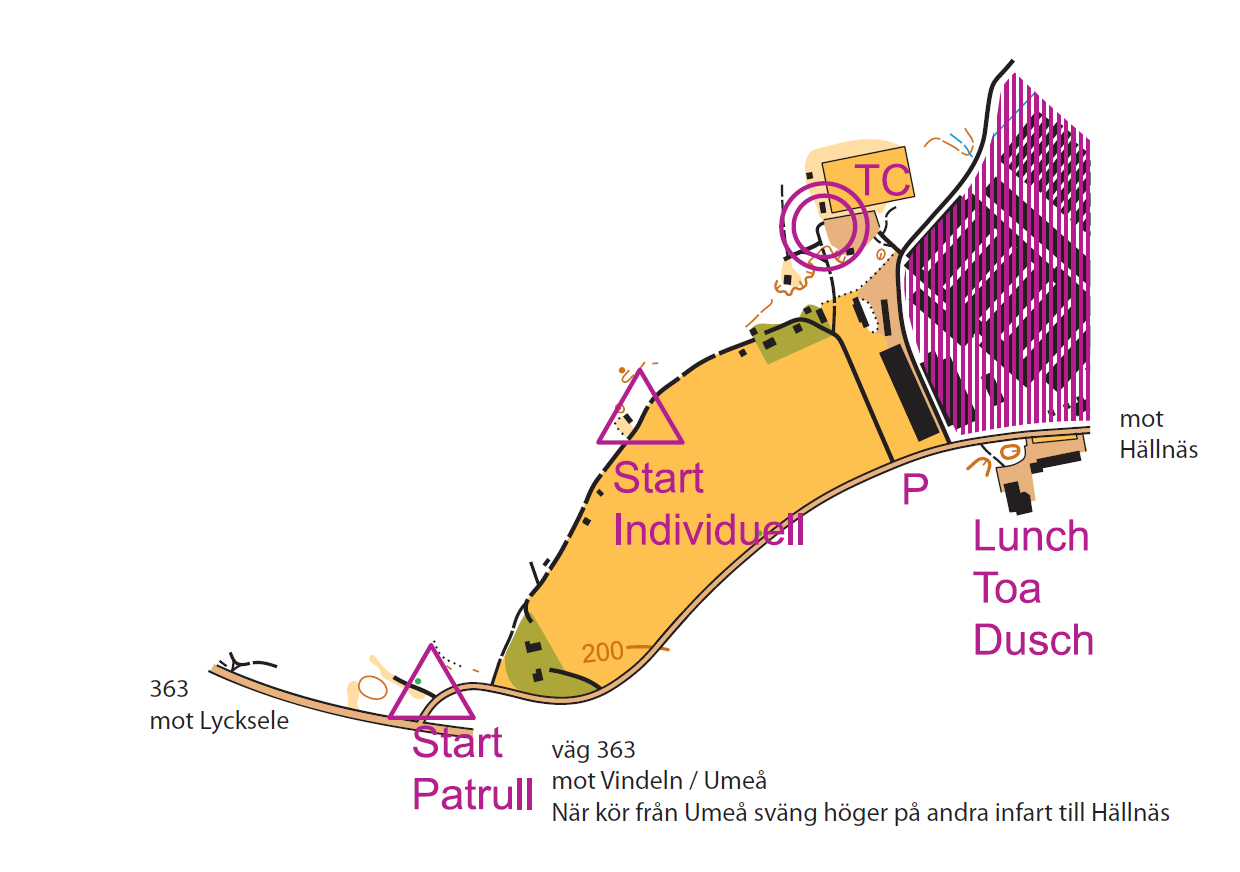 TC
mot
Hällnäs
Start
Individuell
P
Lunch
Toa
Dusch
200
363
mot Lycksele
Start
Patrull
väg 363
mot Vindeln / Umeå
När kör från Umeå sväng höger på andra infart till Hällnäs